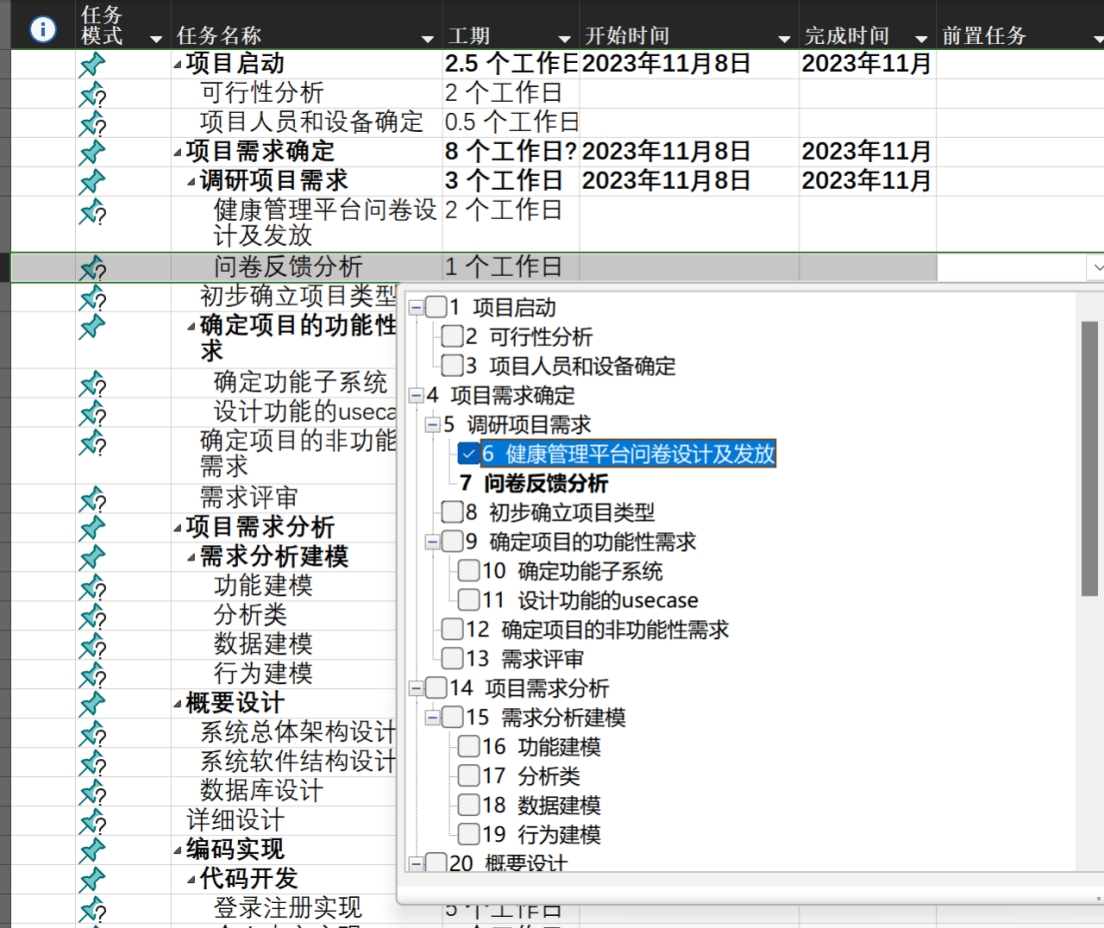 任务
模式 任务名称 工期 开始时间 完成时间 前置任务
项目启动 2.5 个工作日 2023年11月8日 2023年11月
可行性分析 2 个工作日
项目人员和设备确定 0.5 个工作日
项目需求确定 8 个工作日? 2023年11月8日 2023年11月
调研项目需求 3 个工作日 2023年11月8日 2023年11月
健康管理平台问卷设 2 个工作日
计及发放
问卷反馈分析 1 个工作日
初步确立项目类型
确定项目的功能性
求
确定功能子系统
设计功能的useca
确定项目的非功能
需求
需求评审
项目需求分析
需求分析建模
功能建模
分析类
数据建模
行为建模
概要设计
系统总体架构设计
系统软件结构设计
数据库设计
详细设计
编码实现
代码开发
登录注册实现 5 个工作日
1 项目启动
2 可行性分析
3 项目人员和设备确定
4 项目需求确定
5 调研项目需求
6 健康管理平台问卷设计及发放
7 问卷反馈分析
8 初步确立项目类型
9 确定项目的功能性需求
10 确定功能子系统
11 设计功能的usecase
12 确定项目的非功能性需求
13 需求评审
14 项目需求分析
15 需求分析建模
16 功能建模
17 分析类
18 数据建模
19 行为建模
20 概要设计